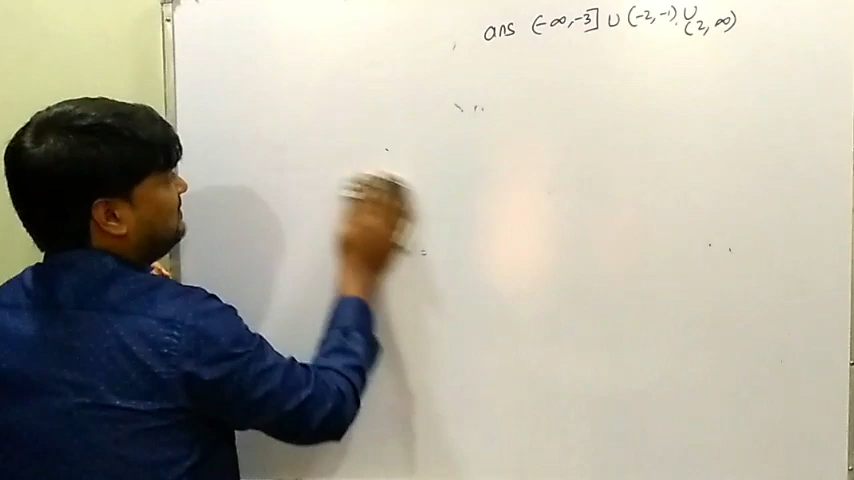 ans (-∞,-3] ∪ (-2,-1) ∪
(2,∞)